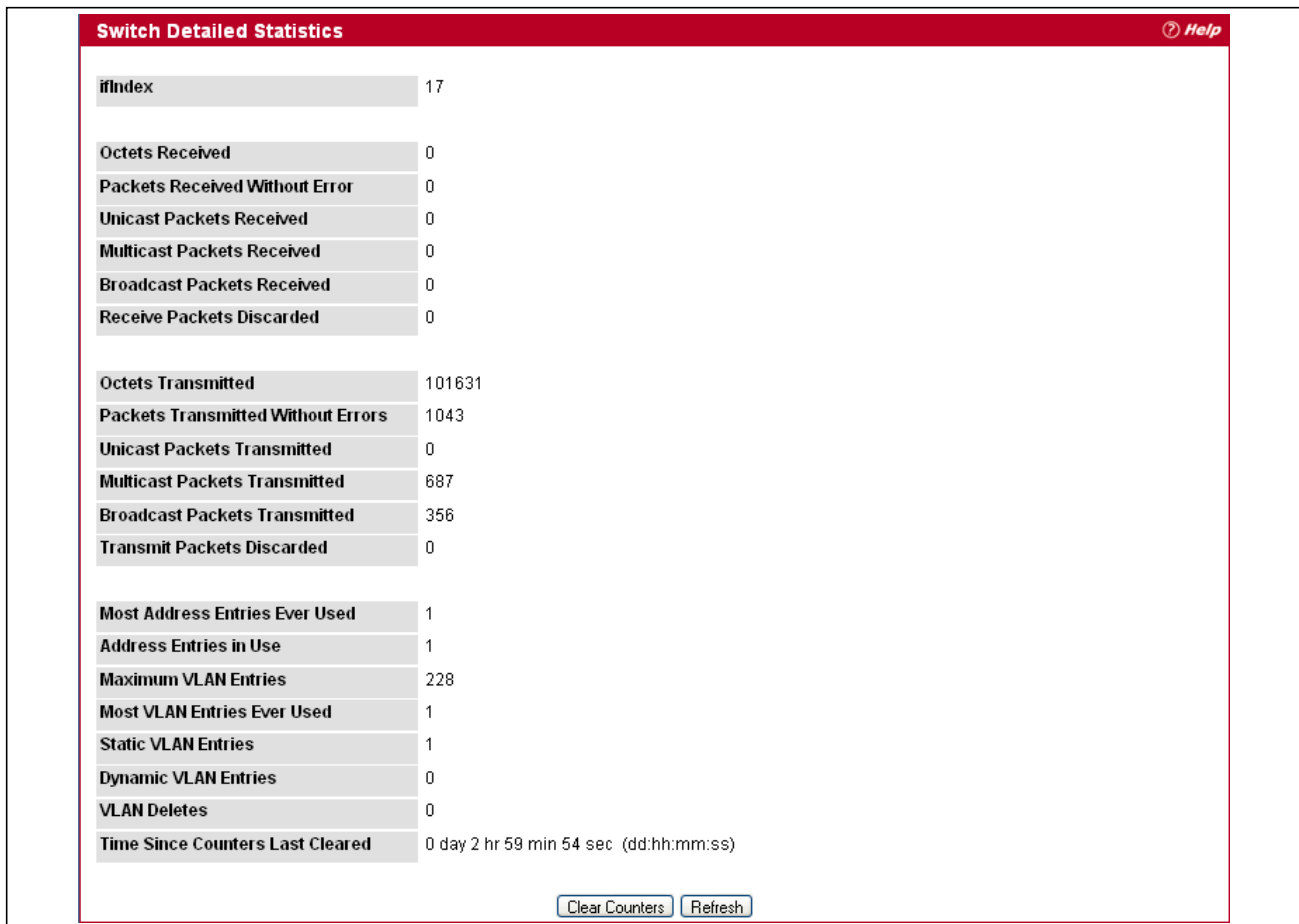 Switch Detailed Statistics ? Help
ifIndex 17
Octets Received 0
Packets Received Without Error 0
Unicast Packets Received 0
Multicast Packets Received 0
Broadcast Packets Received 0
Receive Packets Discarded 0
Octets Transmitted 101631
Packets Transmitted Without Errors 1043
Unicast Packets Transmitted 0
Multicast Packets Transmitted 687
Broadcast Packets Transmitted 356
Transmit Packets Discarded 0
Most Address Entries Ever Used 1
Address Entries in Use 1
Maximum VLAN Entries 228
Most VLAN Entries Ever Used 1
Static VLAN Entries 1
Dynamic VLAN Entries 0
VLAN Deletes 0
Time Since Counters Last Cleared 0 day 2 hr 59 min 54 sec (dd:hh:mm:ss)
Clear Counters Refresh